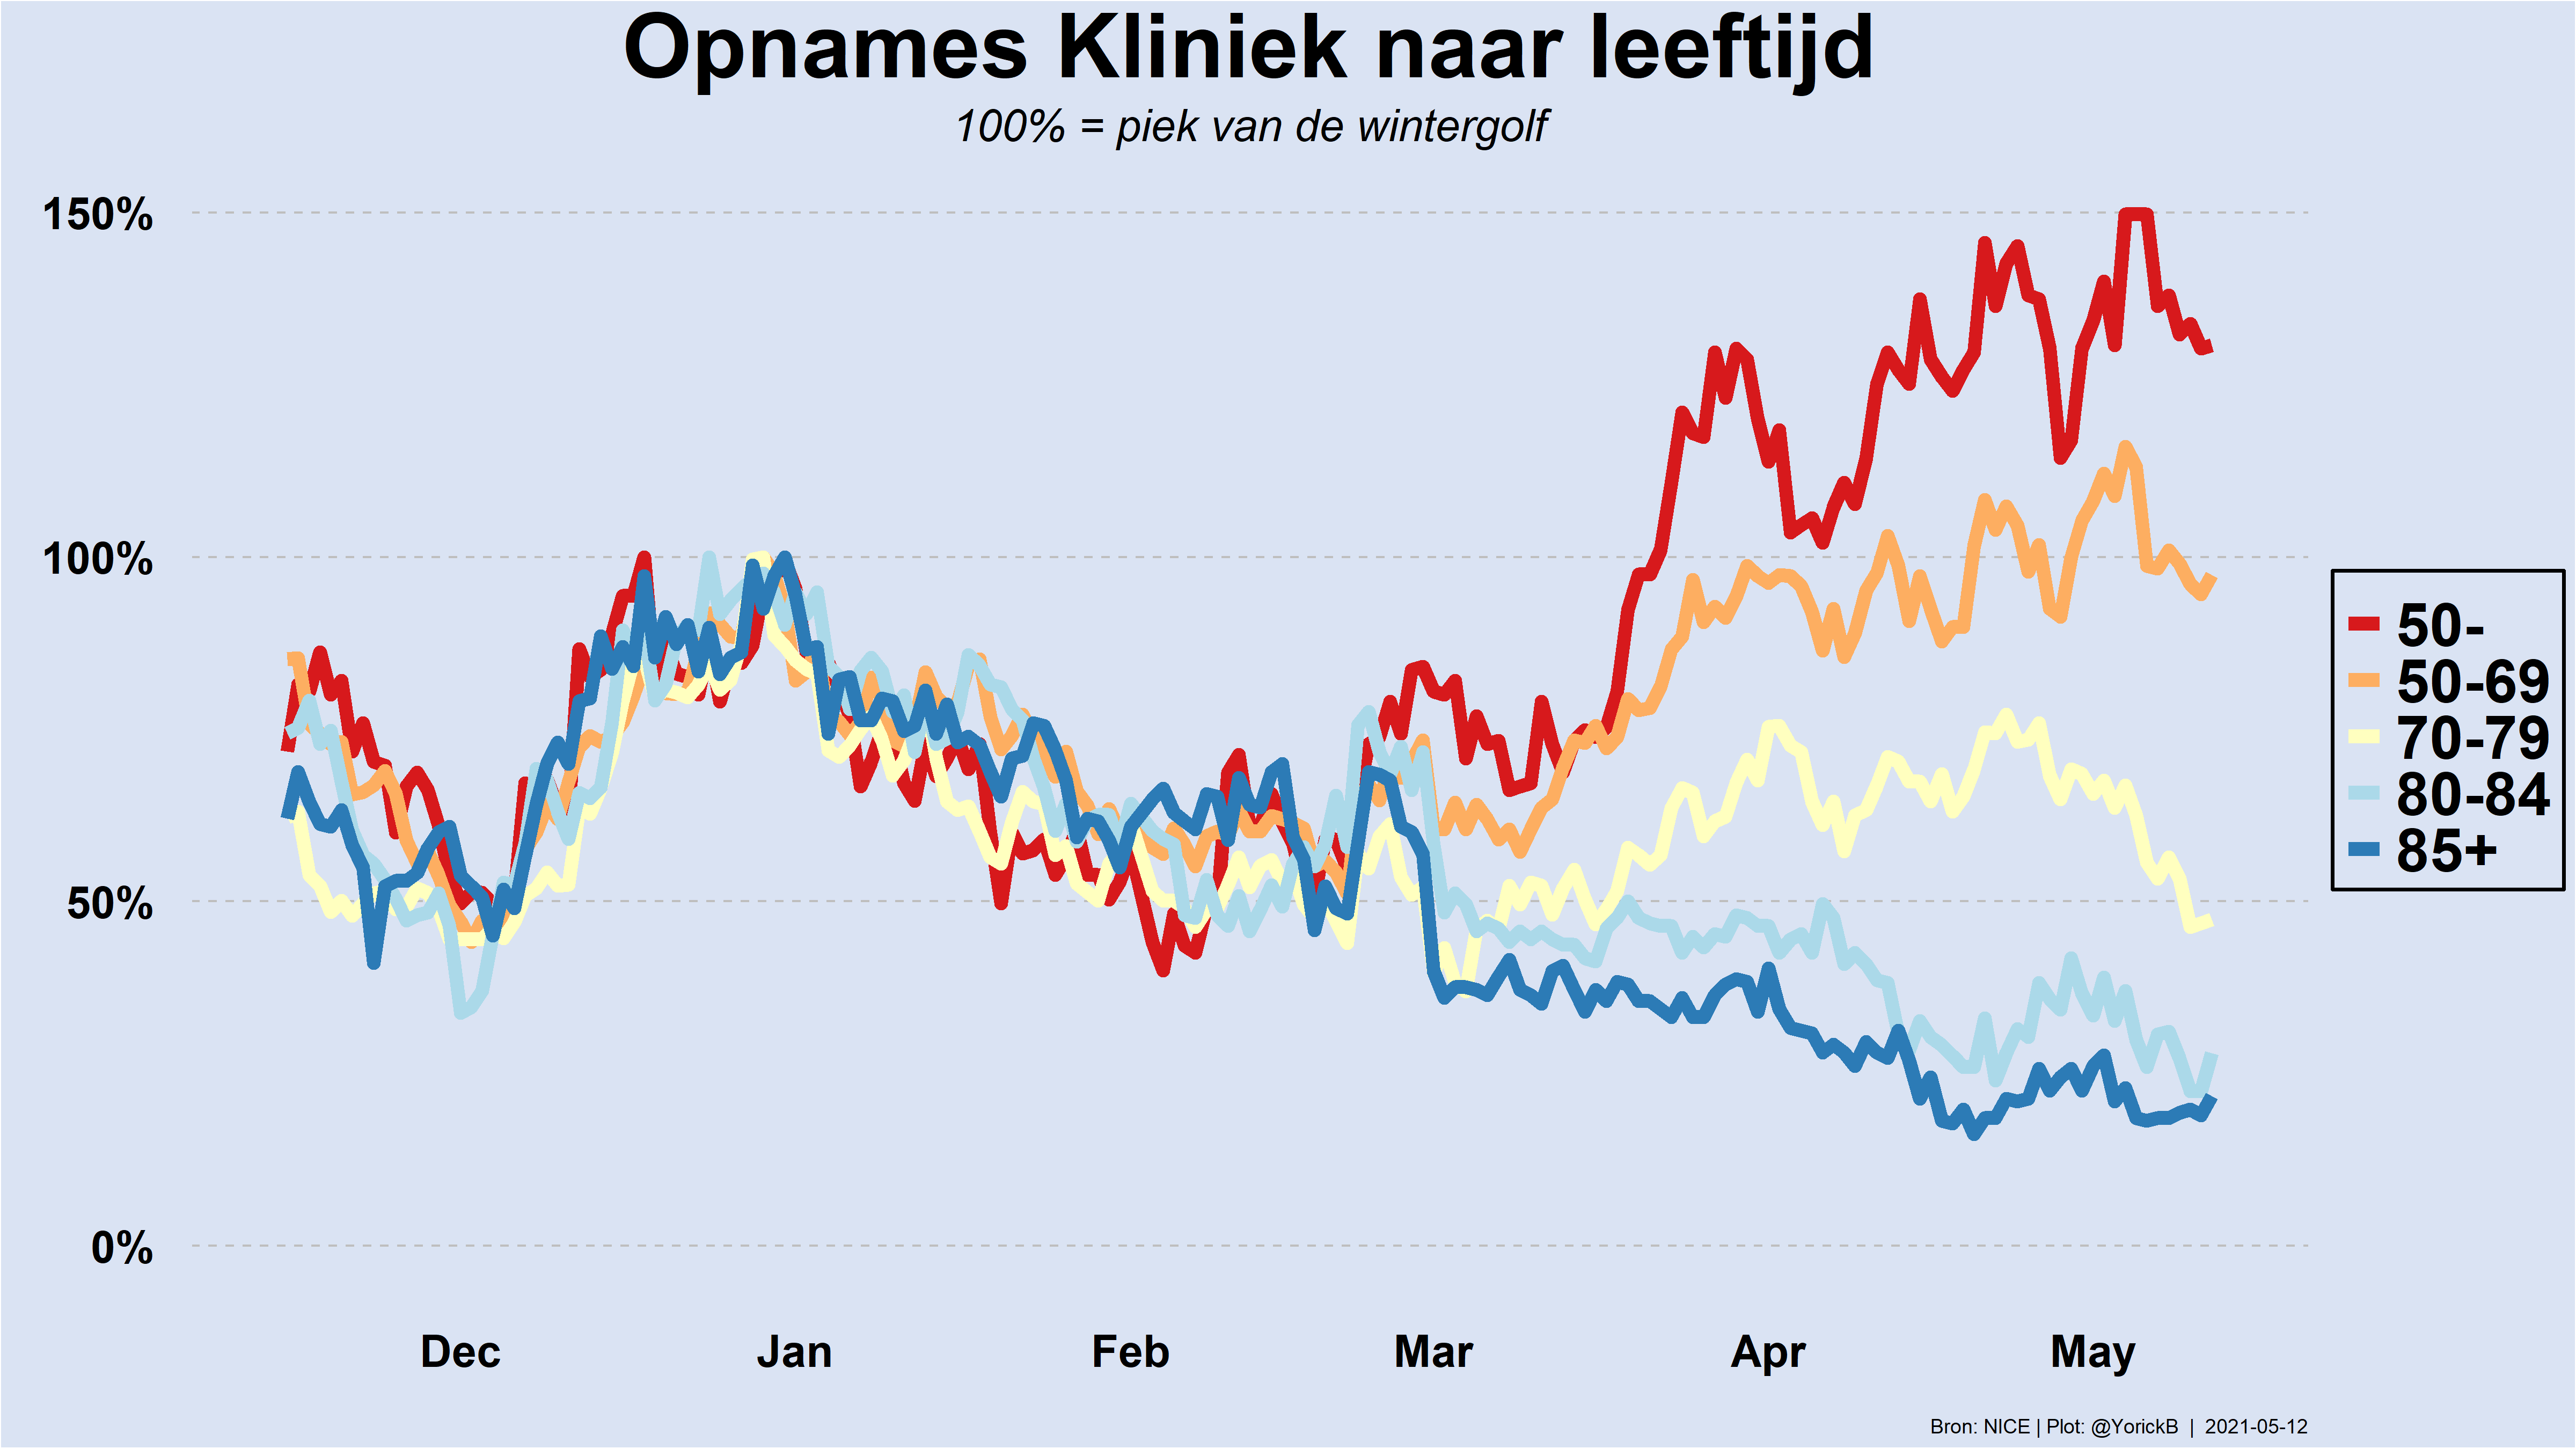 Opnames Kliniek naar leeftijd
100% = piek van de wintergolf
150%
100%
50%
0%
50-
50-69
70-79
80-84
85+
Dec Jan Feb Mar Apr May
Bron: NICE | Plot: @YorickB | 2021-05-12